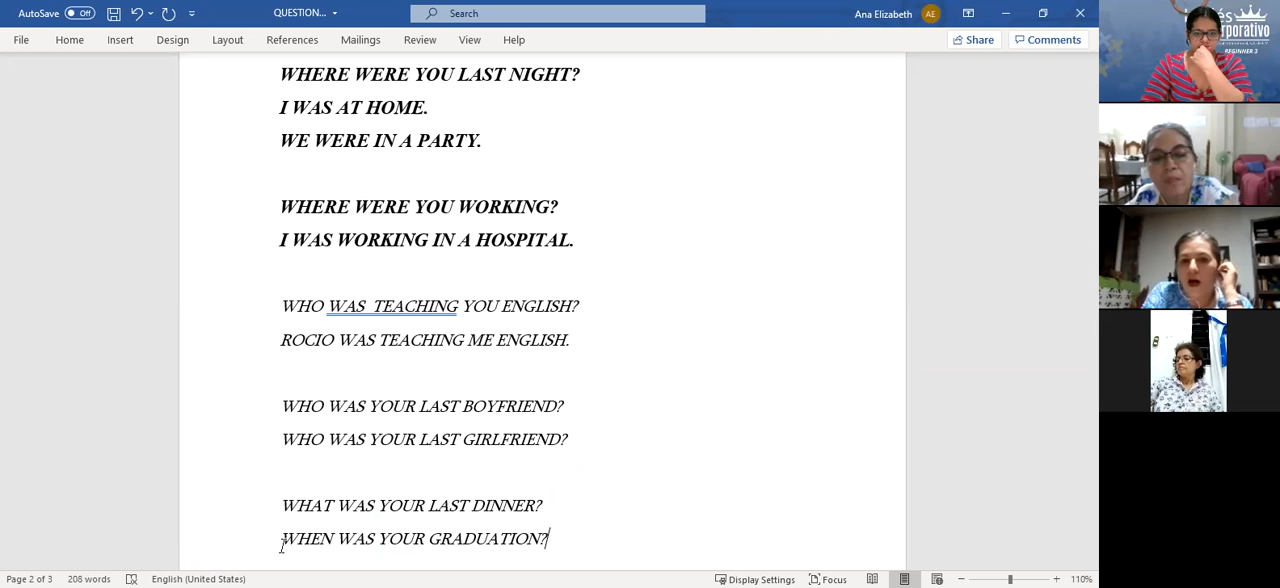 AutoSave Off QUESTION... Search Ana Elizabeth AE
File Home Insert Design Layout References Mailings Review View Help Share Comments
WHERE WERE YOU LAST NIGHT?
I WAS AT HOME.
WE WERE IN A PARTY.
WHERE WERE YOU WORKING?
I WAS WORKING IN A HOSPITAL.
WHO WAS TEACHING YOU ENGLISH?
ROCIO WAS TEACHING ME ENGLISH.
WHO WAS YOUR LAST BOYFRIEND?
WHO WAS YOUR LAST GIRLFRIEND?
WHAT WAS YOUR LAST DINNER?
WHEN WAS YOUR GRADUATION?
Page 2 of 3 208 words English (United States) Display Settings Focus 110%
BEGINNER 3